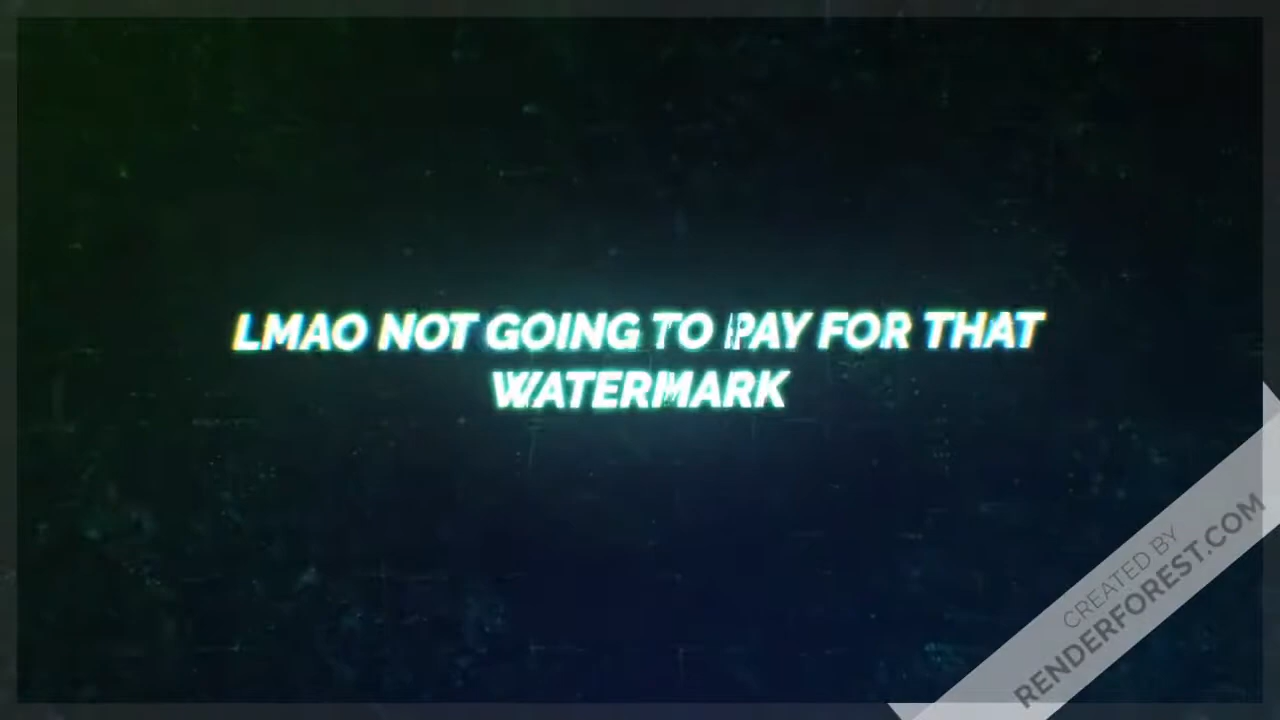 LMAO NOT GOING TO PAY FOR THAT
WATERMARK
CREATED BY
RENDERFOREST.COM